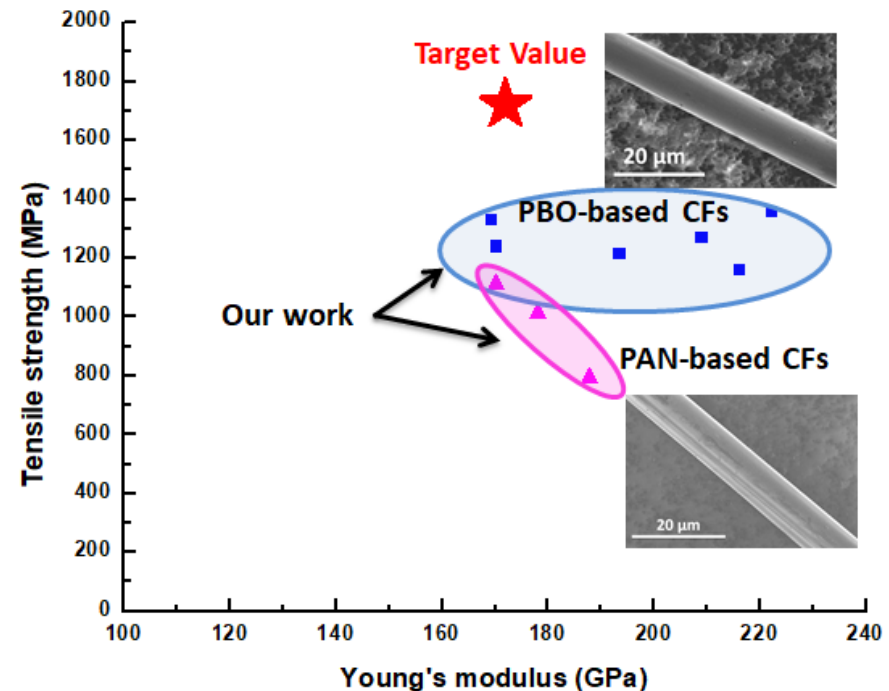 2000
1800
1600
1400
1200
1000
800
600
400
200
0
Tensile strength (MPa)
Target Value
20 μm
PBO-based CFs
Our work
PAN-based CFs
20 μm
100 120 140 160 180 200 220 240
Young's modulus (GPa)